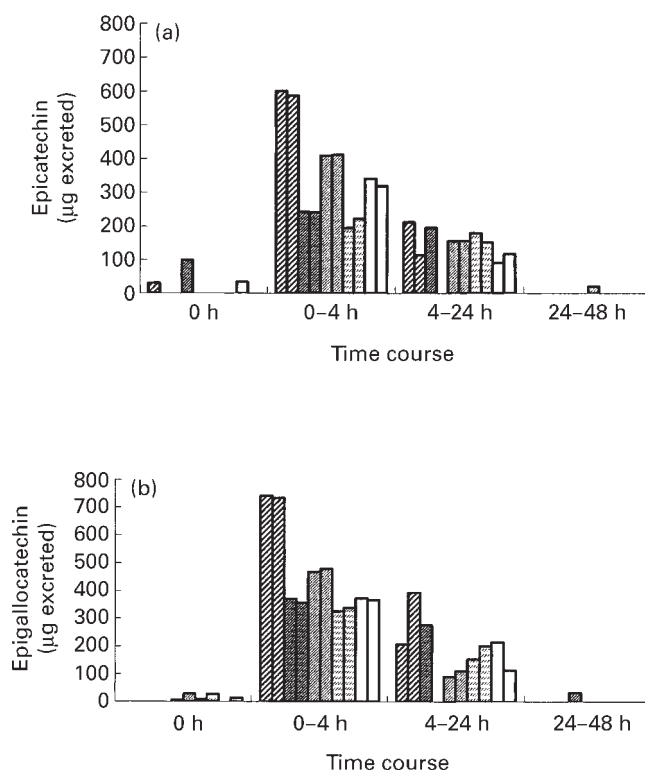 (a)
800
700
600
500
400
300
200
100
0
Epicatechin
(µg excreted)
0 h
0–4 h
4–24 h
24–48 h
Time course
(b)
800
700
600
500
400
300
200
100
0
Epigallocatechin
(µg excreted)
0 h
0–4 h
4–24 h
24–48 h
Time course